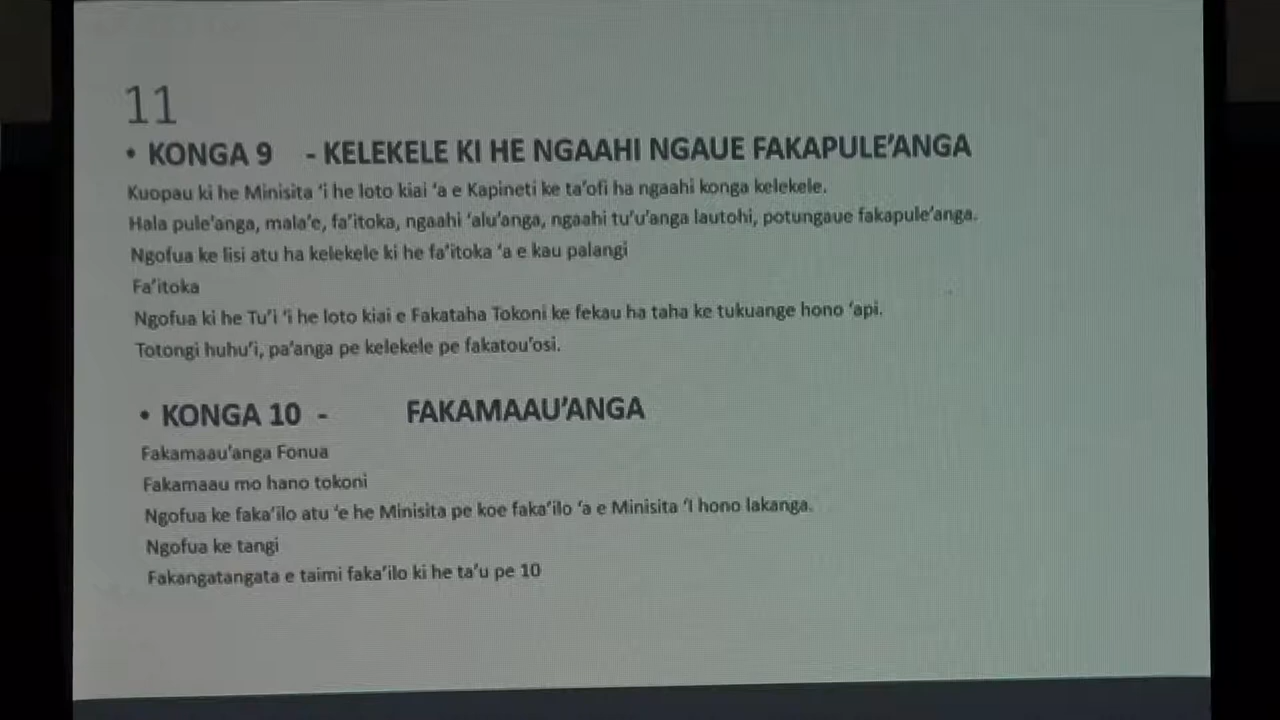 11
• KONGA 9 - KELEKELE KI HE NGAAHI NGAUE FAKAPULE’ANGA
Kuopau ki he Minisita ‘i he loto kiai ‘a e Kapineti ke ta’ofi ha ngaahi konga kelekele.
Hala pule’anga, mala’e, fa’itoka, ngaahi ‘alu’anga, ngaahi tu’u’anga lautohi, potungaue fakapule’anga.
Ngofua ke lisi atu ha kelekele ki he fa’itoka ‘a e kau palangi
Fa’itoka
Ngofua ki he Tu’i ‘i he loto kiai e Fakataha Tokoni ke fekau ha taha ke tukuange hono ‘api.
Totongi huhu’i, pa’anga pe kelekele pe fakatou’osi.
• KONGA 10 - FAKAMAAU’ANGA
Fakamaau’anga Fonua
Fakamaau mo hano tokoni
Ngofua ke faka’ilo atu ‘e he Minisita pe koe faka’ilo ‘a e Minisita ‘I hono lakanga.
Ngofua ke tangi
Fakangatangata e taimi faka’ilo ki he ta’u pe 10